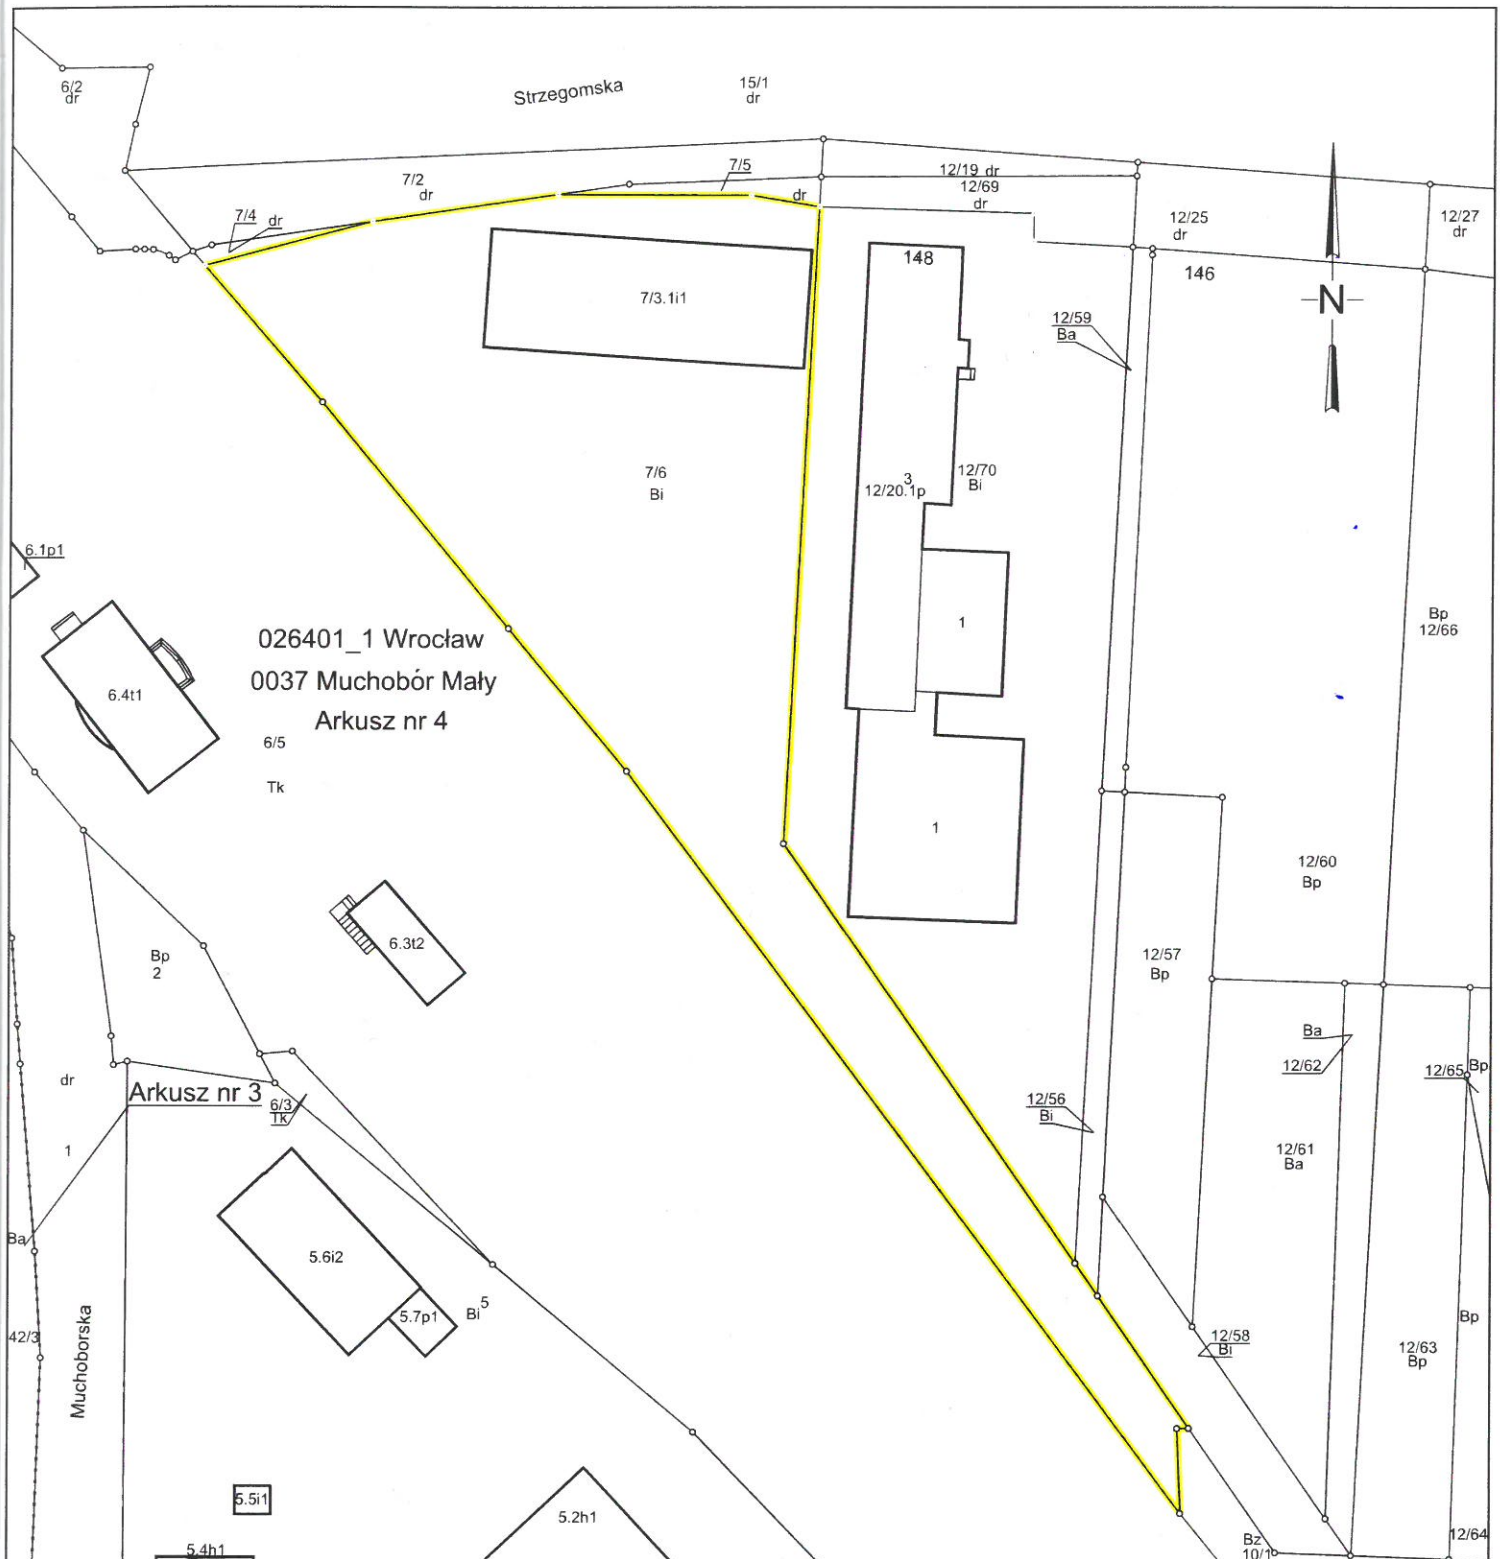 6/2
dr
Strzegomska
15/1
dr
7/2
dr
7/5
dr
12/19 dr
12/69
dr
7/4 dr
12/25
dr
12/27
dr
148
146
7/3.1i1
N
12/59
Ba
7/6
Bi
3
12/20.1p
12/70
Bi
6.1p1
026401_1 Wrocław
0037 Muchobór Mały
Arkusz nr 4
6.4t1
6/5
Tk
1
Bp
12/66
1
12/60
Bp
6.3t2
Bp
2
12/57
Bp
Ba
12/62
12/65
Bp
dr
Arkusz nr 3
6/3
Tk
12/56
Bi
1
12/61
Ba
Ba
5.6i2
5.7p1
Bi
5
42/3
Muchoborska
12/58
Bi
Bp
12/63
Bp
5.5i1
5.2h1
5.4h1
Bz
10/1
12/64